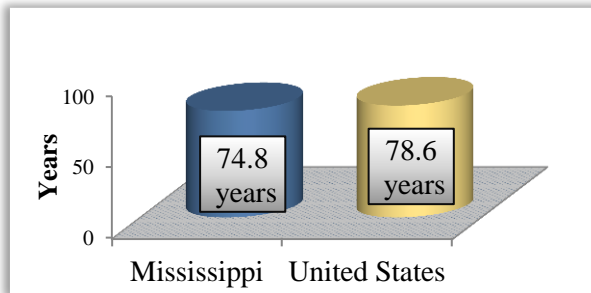 100
Years
50
0
74.8
years
78.6
years
Mississippi
United States